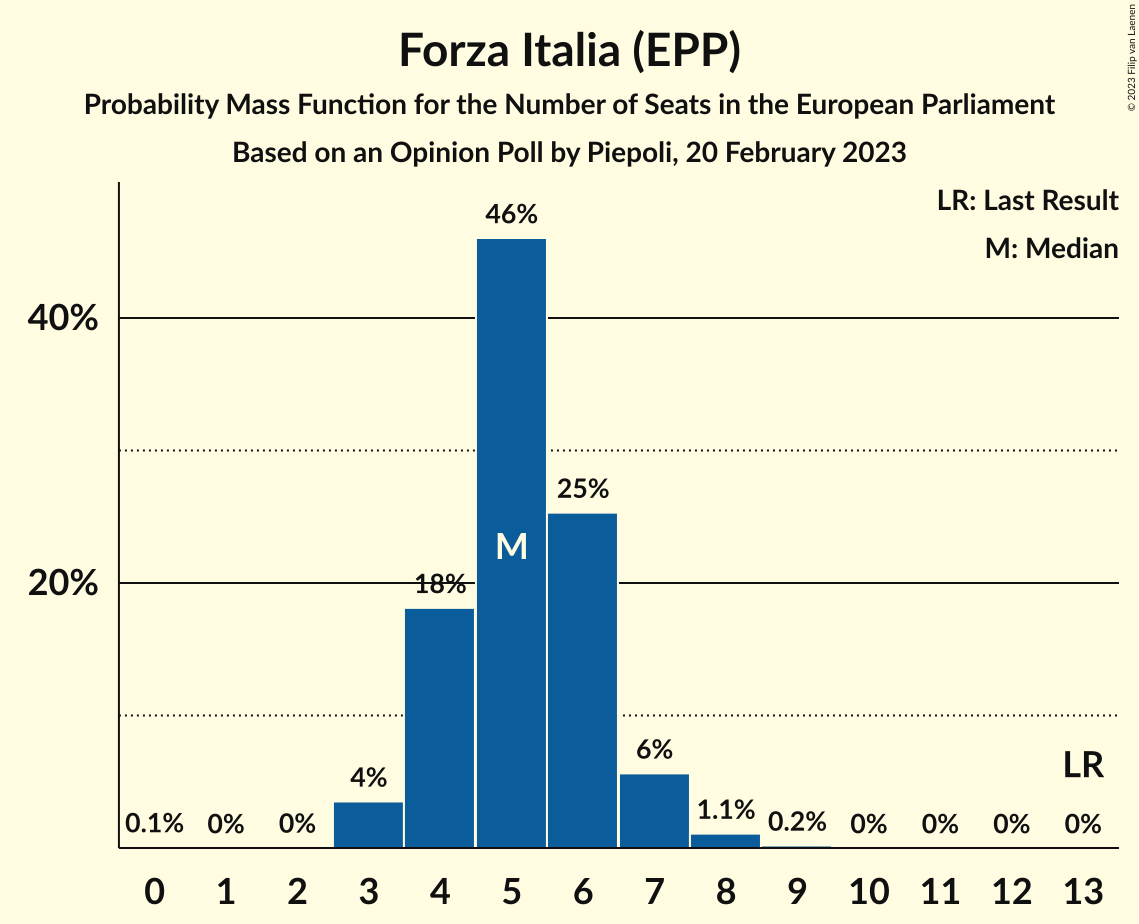 Forza Italia (EPP)
Probability Mass Function for the Number of Seats in the European Parliament
Based on an Opinion Poll by Piepoli, 20 February 2023
© 2023 Filip van Laenen
LR: Last Result
M: Median
46%
40%
25%
M
20%
18%
6%
4%
LR
0.1%
0%
0%
1.1%
0.2%
0%
0%
0%
0%
0 1 2 3 4 5 6 7 8 9 10 11 12 13